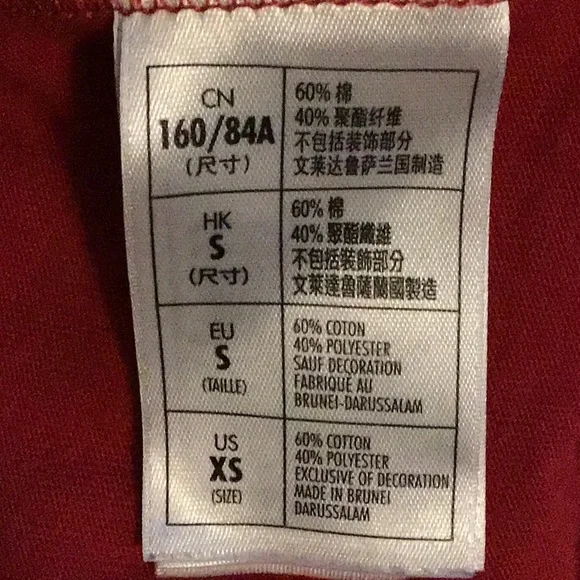 CN
160/84A
(尺寸)
60% 棉
40% 聚酯纤维
不包括装饰部分
文莱达鲁萨兰国制造
HK
S
(尺寸)
60% 棉
40% 聚酯纖維
不包括裝飾部分
文萊達魯薩蘭國製造
EU
S
(TAILLE)
60% COTON
40% POLYESTER
SAUF DECORATION
FABRIQUE AU
BRUNEI-DARUSSALAM
US
XS
(SIZE)
60% COTTON
40% POLYESTER
EXCLUSIVE OF DECORATION
MADE IN BRUNEI
DARUSSALAM